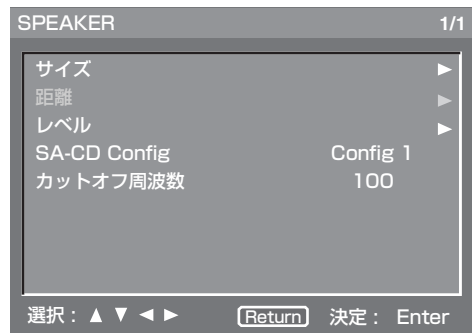 SPEAKER 1/1
サイズ ▶
距離 ▶
レベル ▶
SA-CD Config Config 1
カットオフ周波数 100
選択：▲ ▼ ◀ ▶ Return 決定： Enter